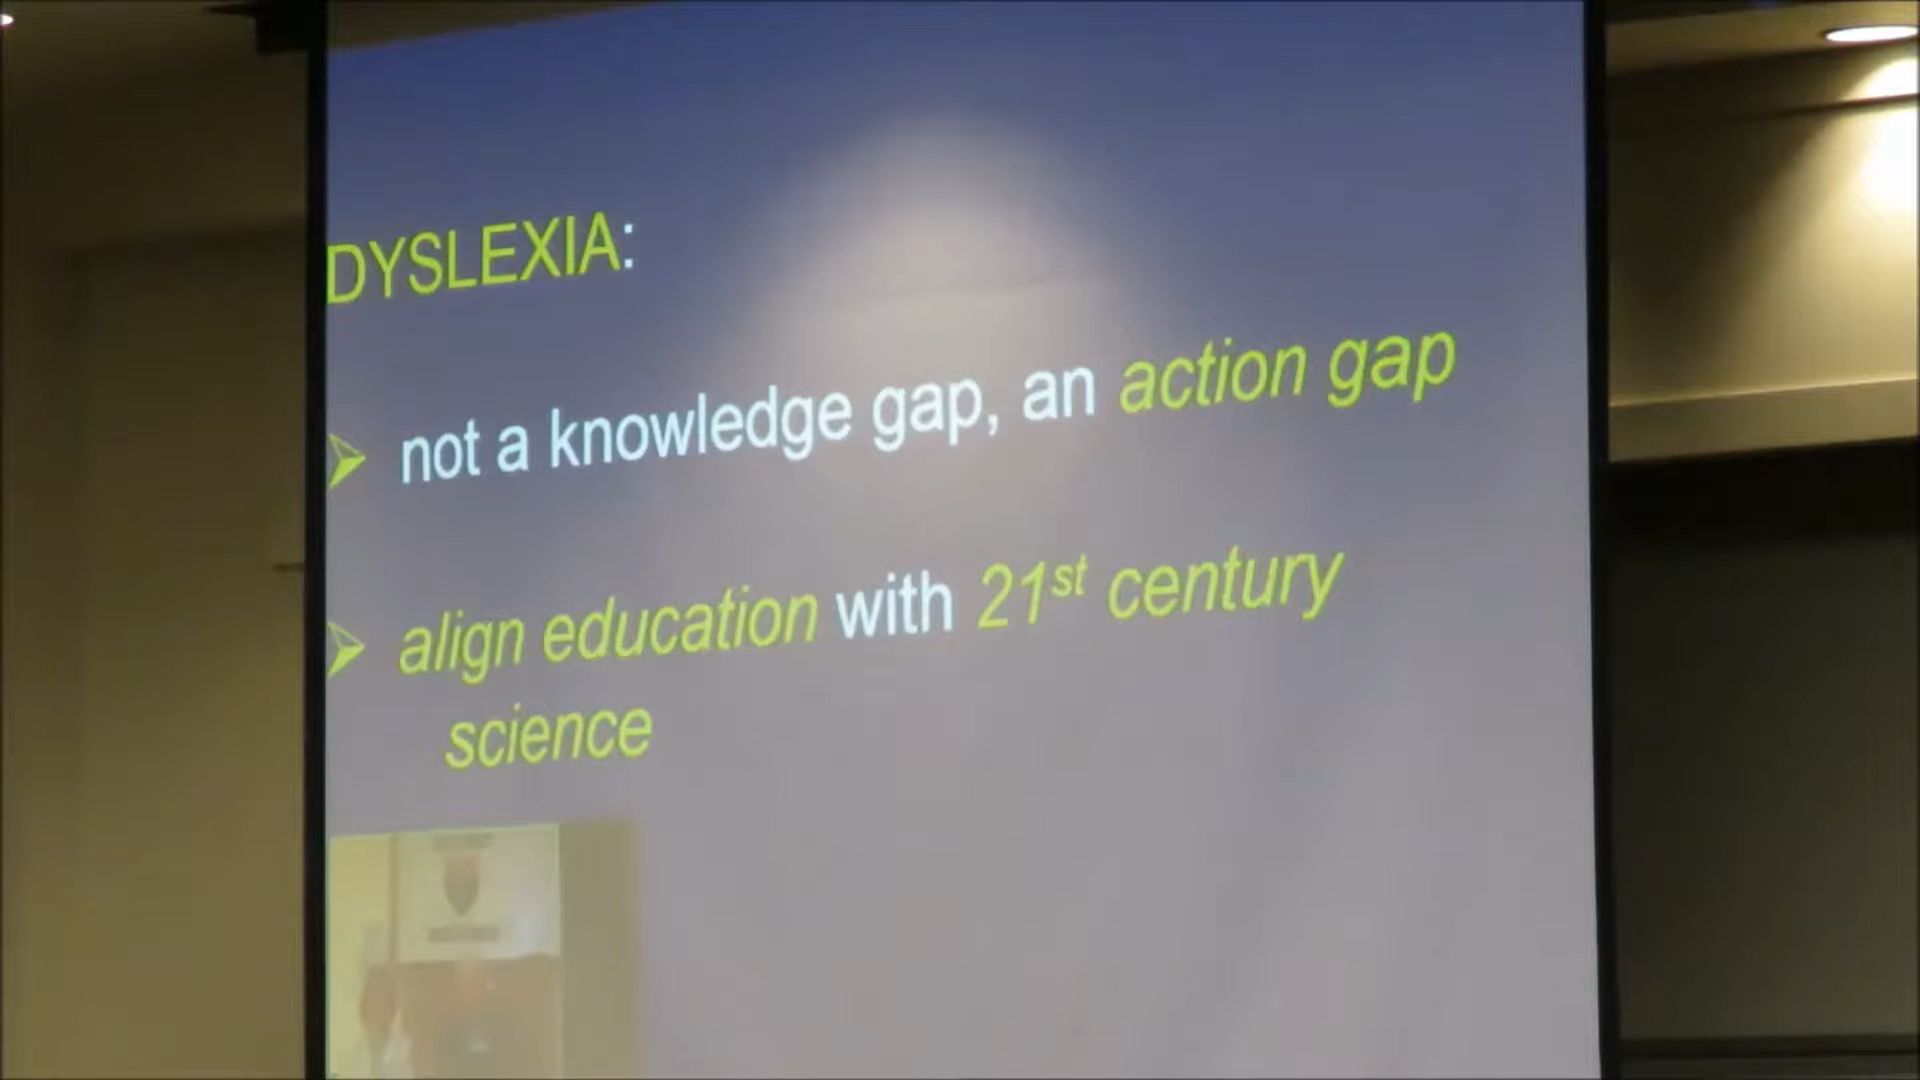 DYSLEXIA:
not a knowledge gap, an action gap
align education with 21st century
science